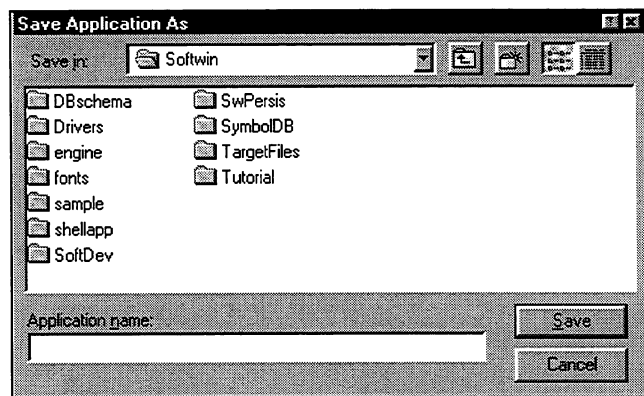 Save Application As
Save in: Softwin
DBschema
Drivers
engine
fonts
sample
shellapp
SoftDev
SwPersis
SymbolDB
TargetFiles
Tutorial
Application name:
Save
Cancel